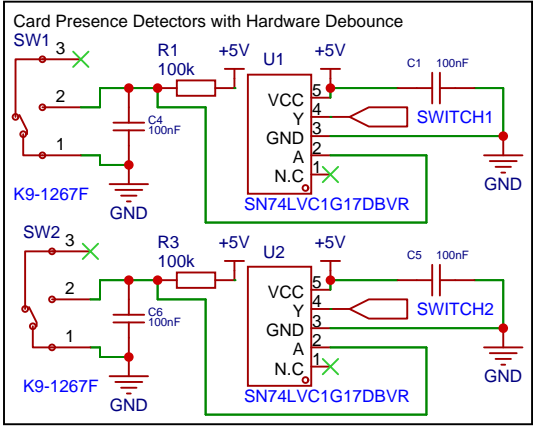 Card Presence Detectors with Hardware Debounce
SW1
3
2
1
K9-1267F
C4
100nF
GND
R1
100k
+5V
U1
+5V
VCC
Y
GND
A
N.C
5
4
3
2
1
SN74LVC1G17DBVR
C1
100nF
SWITCH1
GND
SW2
3
2
1
K9-1267F
C6
100nF
GND
R3
100k
+5V
U2
+5V
VCC
Y
GND
A
N.C
5
4
3
2
1
SN74LVC1G17DBVR
C5
100nF
SWITCH2
GND